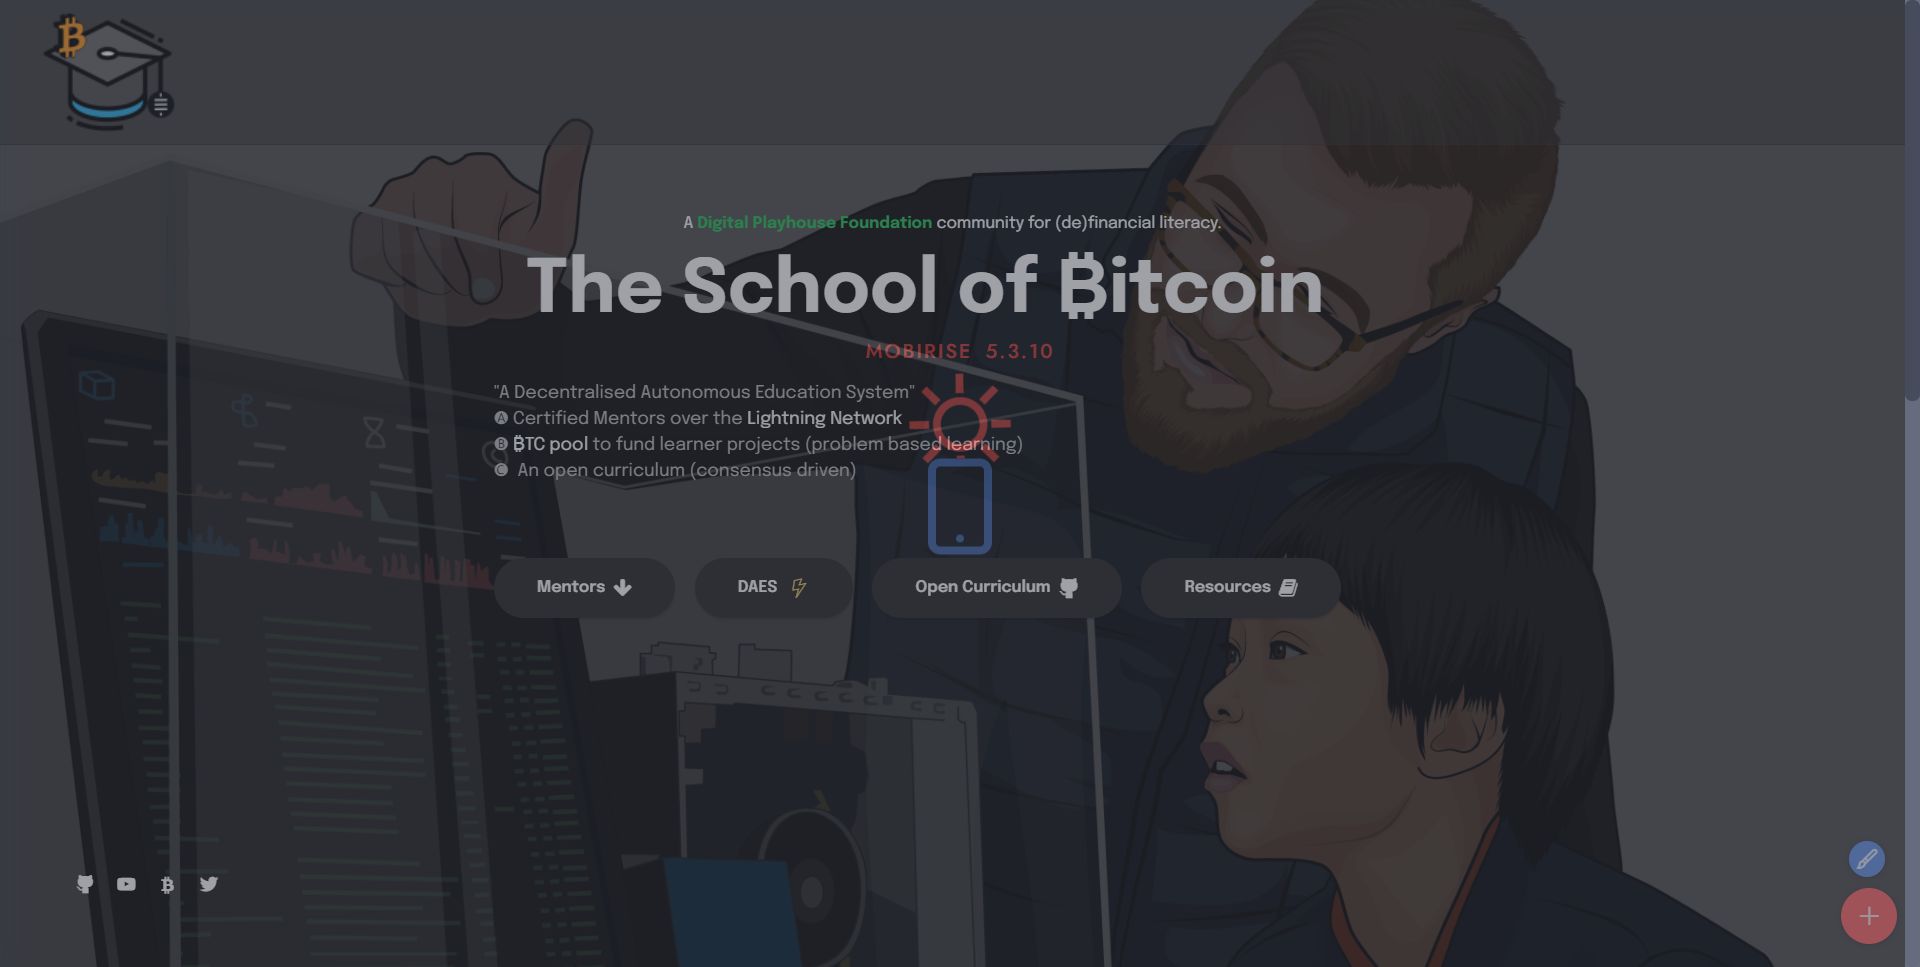 A Digital Playhouse Foundation community for (de)financial literacy.
The School of ₿itcoin
MOBIRISE 5.3.10
"A Decentralised Autonomous Education System"
🅐 Certified Mentors over the Lightning Network
🅑 ₿TC pool to fund learner projects (problem based learning)
🅒 An open curriculum (consensus driven)
Mentors
DAES
Open Curriculum
Resources